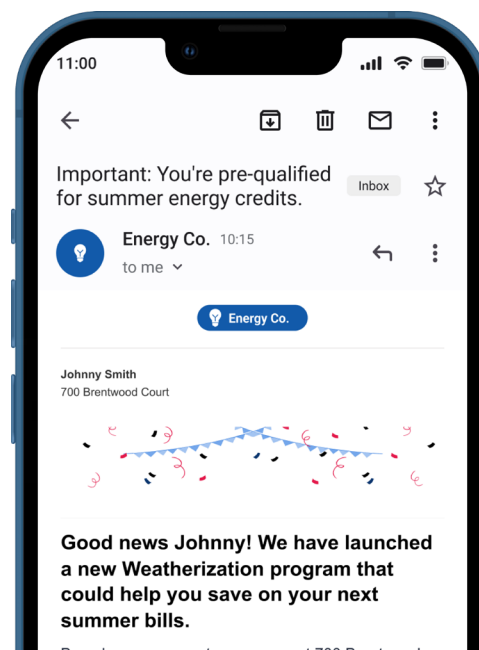 11:00
Important: You're pre-qualified
for summer energy credits.
Inbox
Energy Co. 10:15
to me
Energy Co.
Johnny Smith
700 Brentwood Court
Good news Johnny! We have launched
a new Weatherization program that
could help you save on your next
summer bills.